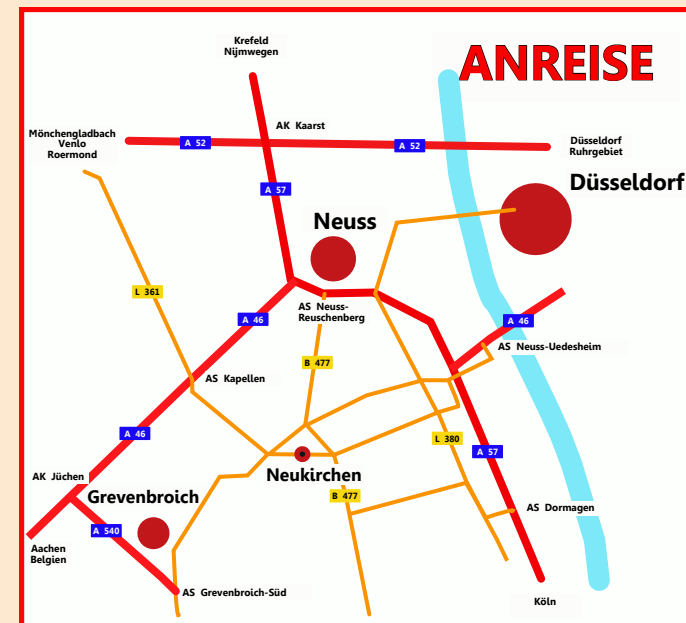 Krefeld
Nijmwegen
ANREISE
AK Kaarst
Mönchengladbach
Venlo
Roermond
A 52
A 52
Düsseldorf
Ruhrgebiet
Düsseldorf
A 57
Neuss
L 361
AS Neuss-
Reuschenberg
A 46
A 46
AS Neuss-Uedesheim
B 477
AS Kapellen
A 46
L 380
A 57
AK Jüchen
Neukirchen
Grevenbroich
B 477
AS Dormagen
A 540
Aachen
Belgien
AS Grevenbroich-Süd
Köln